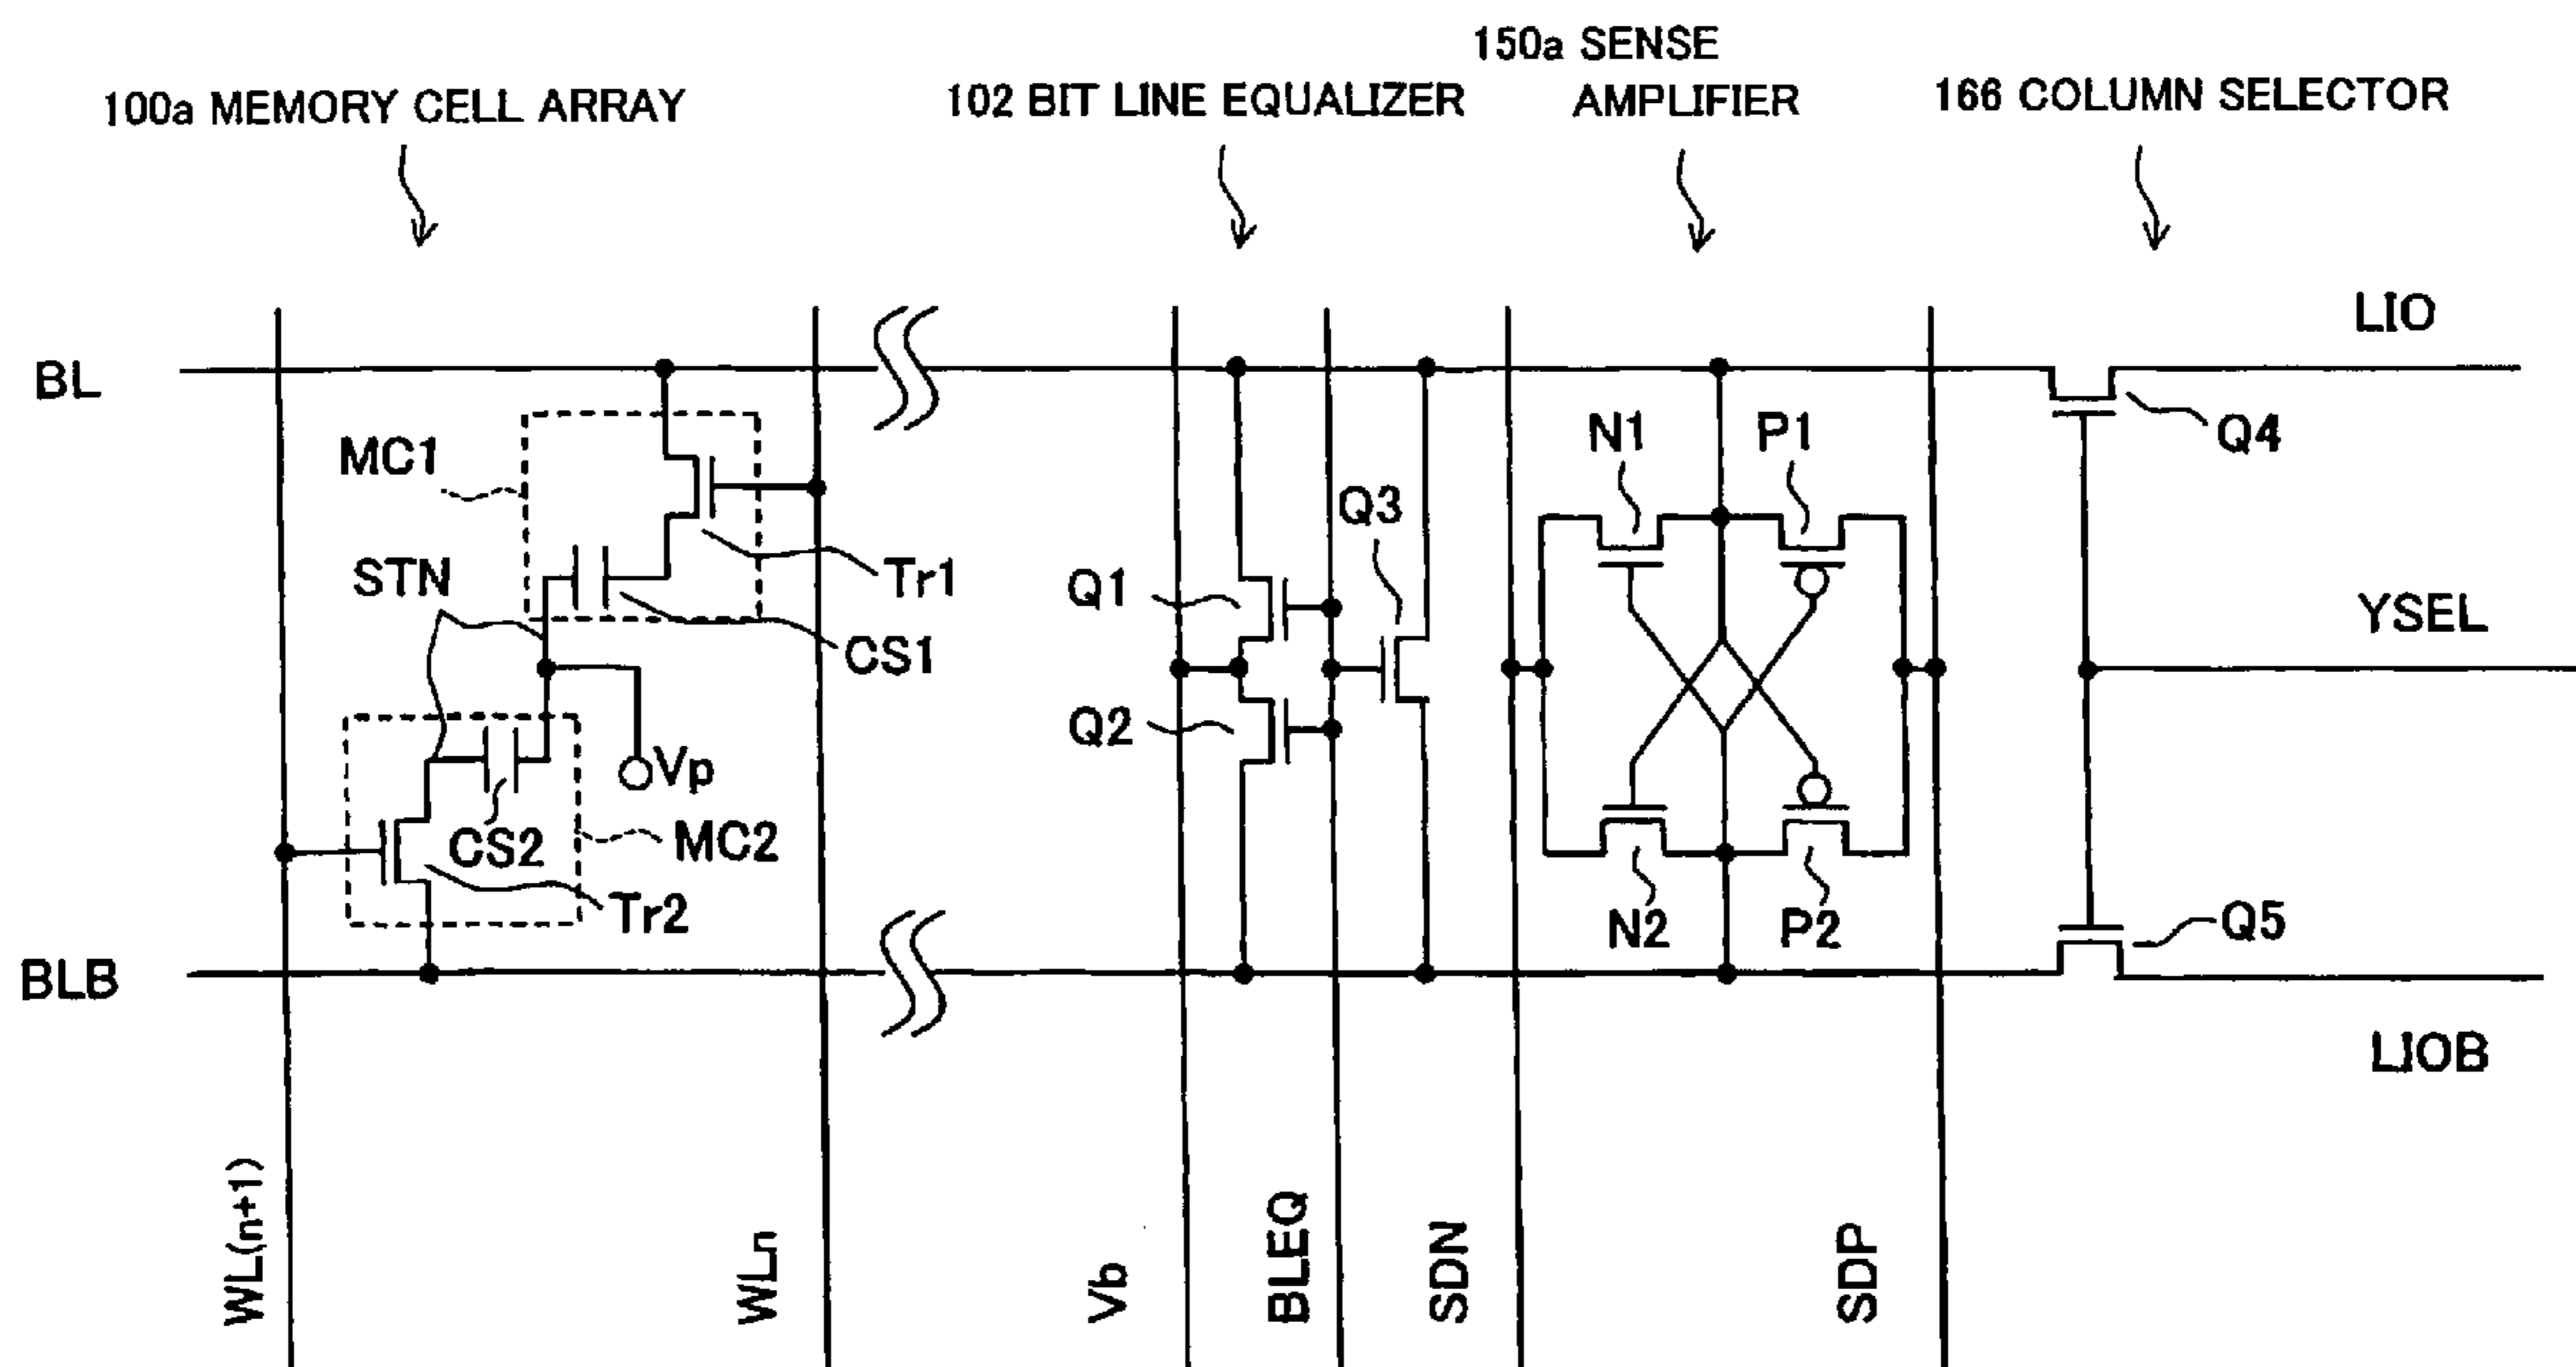 150a SENSE
AMPLIFIER
100a MEMORY CELL ARRAY
102 BIT LINE EQUALIZER
166 COLUMN SELECTOR
LIO
BL
MC1
N1
P1
Q4
Q3
STN
Tr1
Q1
CS1
YSEL
Q2
Vp
CS2
MC2
Tr2
N2
P2
Q5
BLB
LIOB
WL(n+1)
WLn
Vb
BLEQ
SDN
SDP